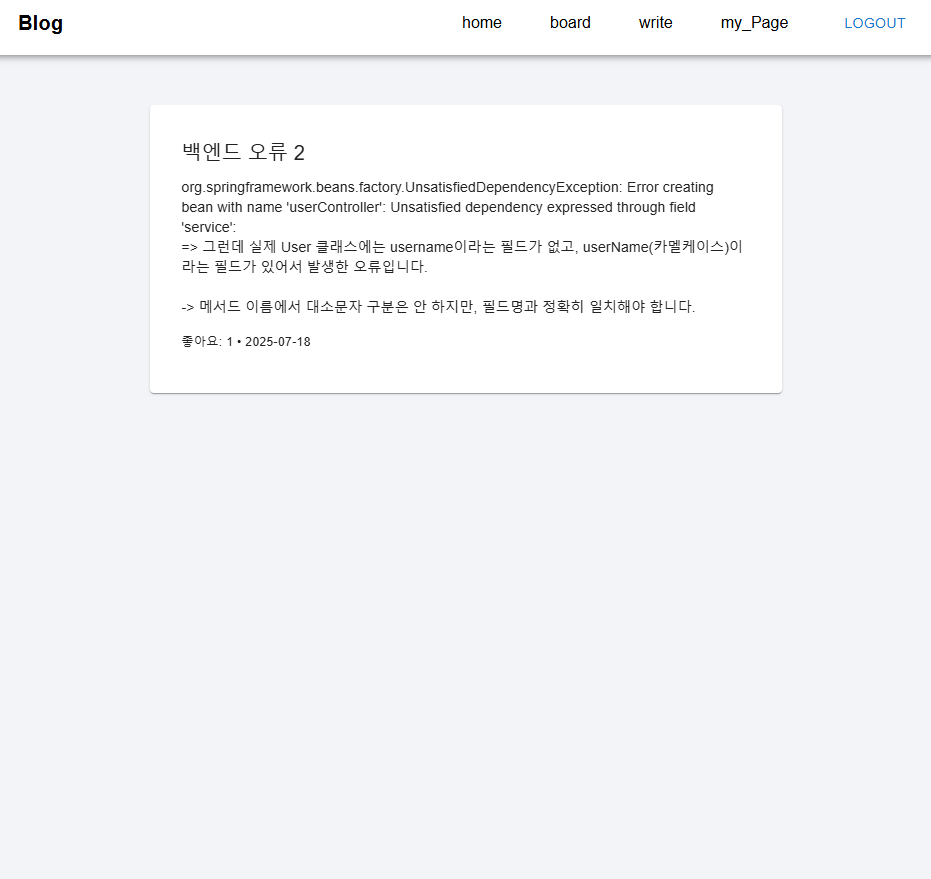 Blog
home board write my_Page LOGOUT
백엔드 오류 2
org.springframework.beans.factory.UnsatisfiedDependencyException: Error creating
bean with name 'userController': Unsatisfied dependency expressed through field
'service':
=> 그런데 실제 User 클래스에는 username이라는 필드가 없고, userName(카멜케이스)이
라는 필드가 있어서 발생한 오류입니다.
-> 메서드 이름에서 대소문자 구분은 안 하지만, 필드명과 정확히 일치해야 합니다.
좋아요: 1 • 2025-07-18